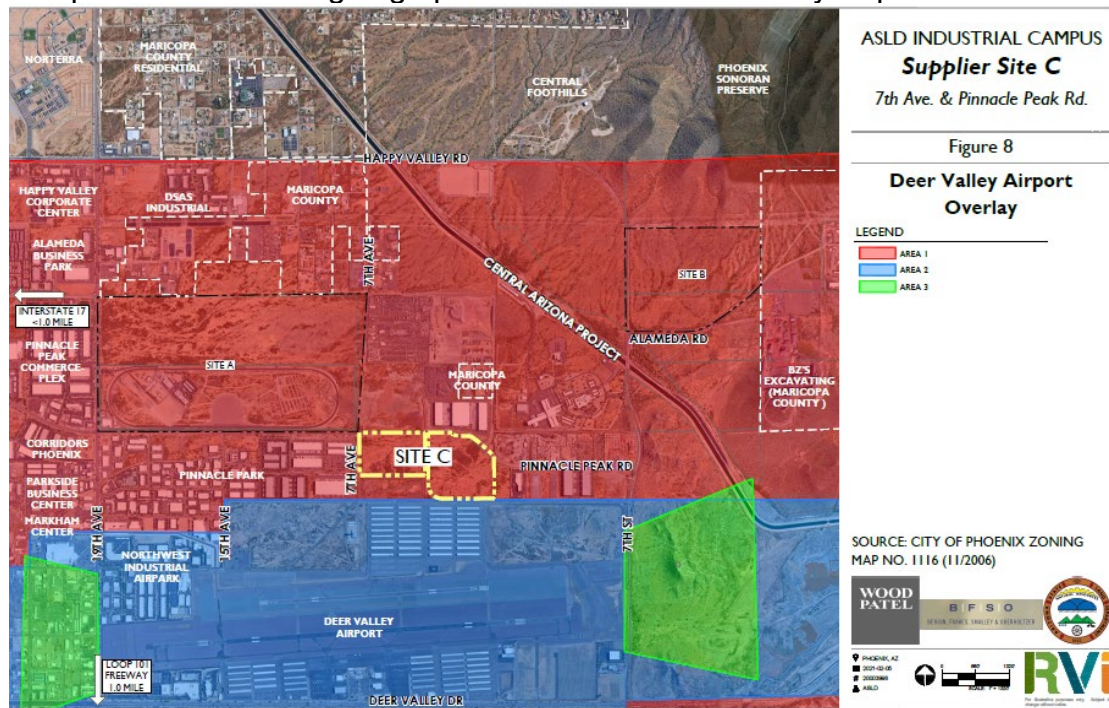 ASLD INDUSTRIAL CAMPUS
Supplier Site C
7th Ave. & Pinnacle Peak Rd.
Figure 8
Deer Valley Airport
Overlay
LEGEND
AREA 1
AREA 2
AREA 3
NORTERRA
MARICOPA
COUNTY
RESIDENTIAL
CENTRAL
FOOTHILLS
PHOENIX
SONORAN
PRESERVE
HAPPY VALLEY RD
HAPPY VALLEY
CORPORATE
CENTER
DSAS
INDUSTRIAL
MARICOPA
COUNTY
ALAMEDA
BUSINESS
PARK
7TH AVE
CENTRAL ARIZONA PROJECT
SITE B
INTERSTATE 17
<1.0 MILE
ALAMEDA RD
PINNACLE
PEAK
COMMERCE-
PLEX
SITE A
MARICOPA
COUNTY
BZ'S
EXCAVATING
(MARICOPA
COUNTY )
CORRIDORS
PHOENIX
PINNACLE PARK
7TH AVE
SITE C
PINNACLE PEAK RD
PARKSIDE
BUSINESS
CENTER
MARKHAM
CENTER
19TH AVE
15TH AVE
7TH ST
NORTHWEST
INDUSTRIAL
AIRPARK
DEER VALLEY
AIRPORT
LOOP 101
FREEWAY
1.0 MILE
DEER VALLEY DR
SOURCE: CITY OF PHOENIX ZONING
MAP NO. 1116 (11/2006)
WOOD
PATEL
B F S O
PHOENIX, AZ
ASLD
RVi